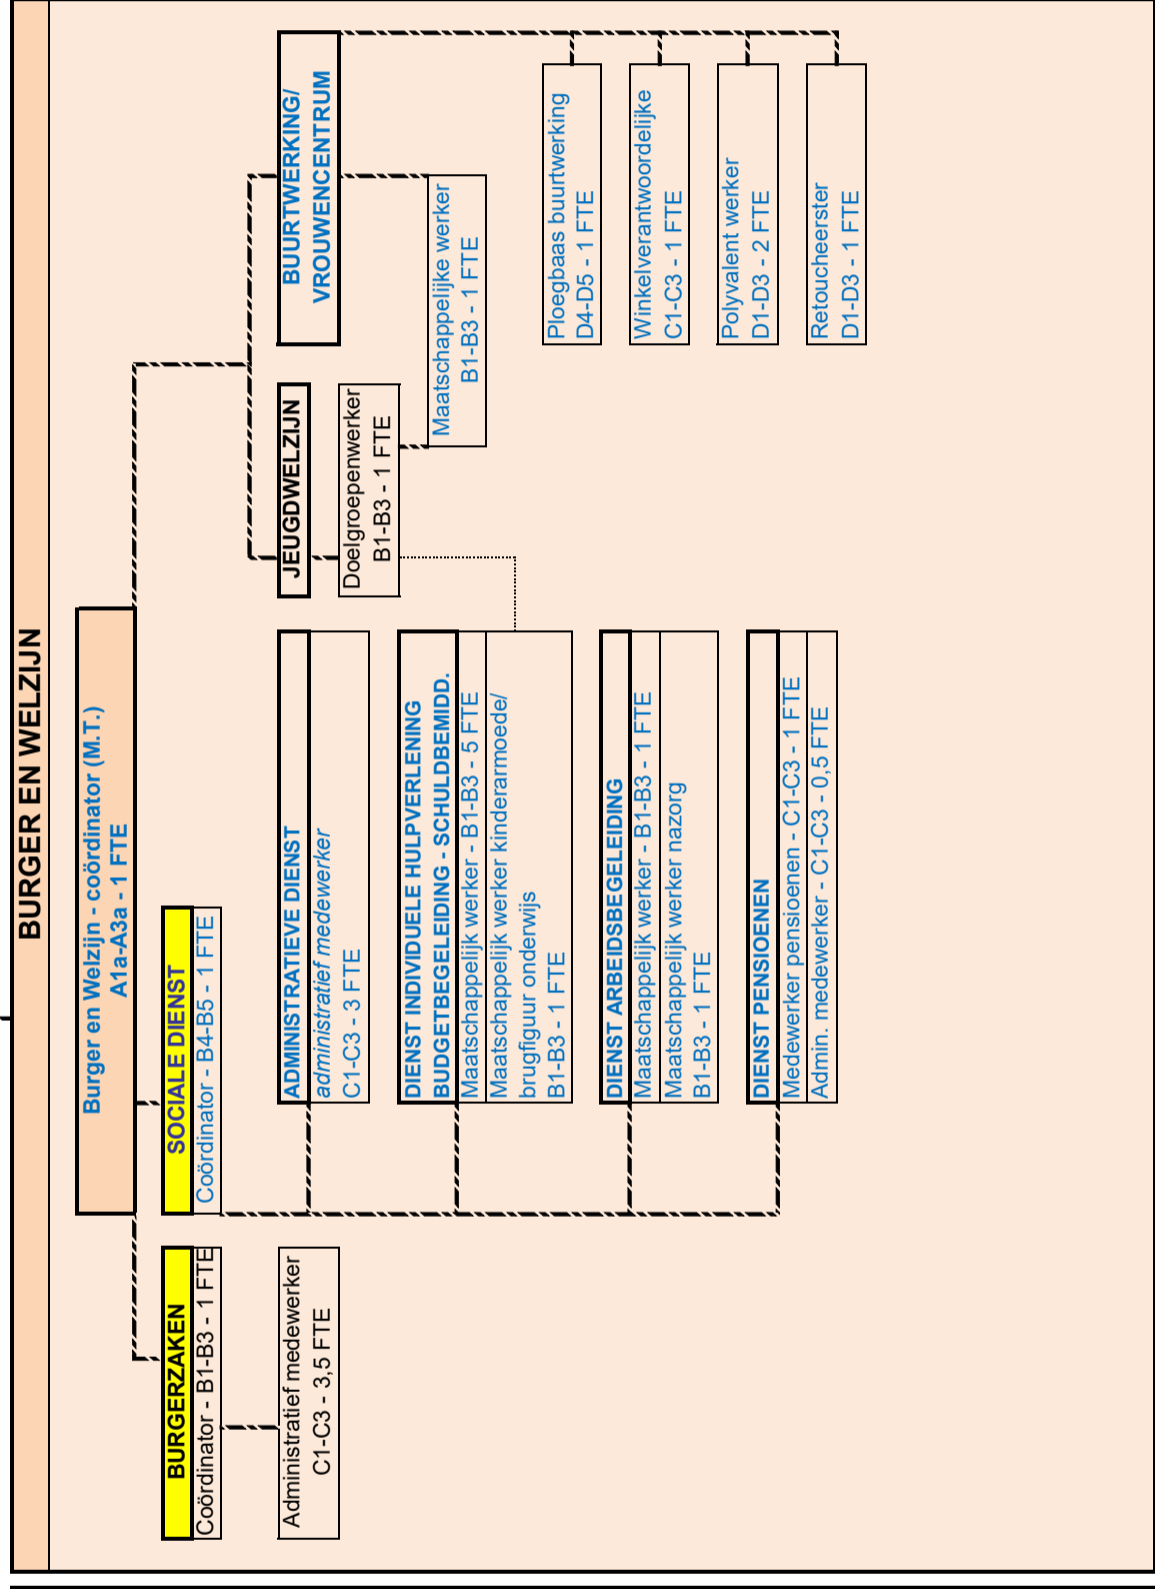 BURGER EN WELZIJN
Burger en Welzijn - coördinator (M.T.)
A1a-A3a - 1 FTE
BURGERZAKEN
Coördinator - B1-B3 - 1 FTE
Administratief medewerker
C1-C3 - 3,5 FTE
SOCIALE DIENST
Coördinator - B4-B5 - 1 FTE
ADMINISTRATIEVE DIENST
administratief medewerker
C1-C3 - 3 FTE
DIENST INDIVIDUELE HULPVERLENING
BUDGETBEGELEIDING - SCHULDBEMIDD.
Maatschappelijk werker - B1-B3 - 5 FTE
Maatschappelijk werker kinderarmoede/
brugfiguur onderwijs
B1-B3 - 1 FTE
DIENST ARBEIDSBEGELEIDING
Maatschappelijk werker - B1-B3 - 1 FTE
Maatschappelijk werker nazorg
B1-B3 - 1 FTE
DIENST PENSIOENEN
Medewerker pensioenen - C1-C3 - 1 FTE
Admin. medewerker - C1-C3 - 0,5 FTE
JEUGDWELZIJN
Doelgroepenwerker
B1-B3 - 1 FTE
BUURTWERKING/
VROUWENCENTRUM
Maatschappelijke werker
B1-B3 - 1 FTE
Ploegbaas buurtwerking
D4-D5 - 1 FTE
Winkelverantwoordelijke
C1-C3 - 1 FTE
Polyvalent werker
D1-D3 - 2 FTE
Retoucheerster
D1-D3 - 1 FTE